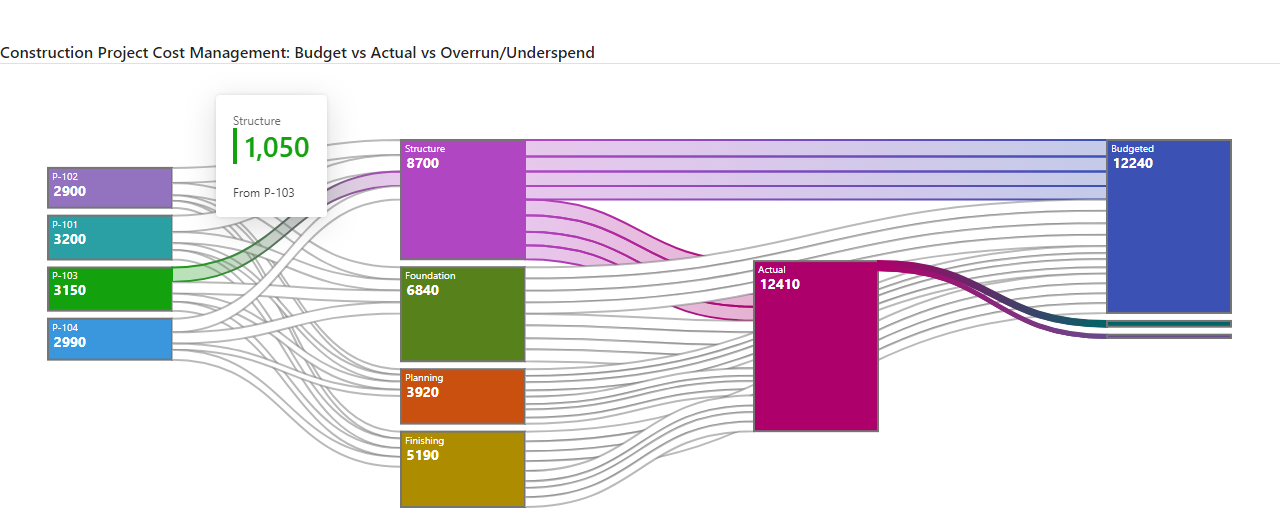 Construction Project Cost Management: Budget vs Actual vs Overrun/Underspend
Structure
1,050
From P-103
P-102
2900
P-101
3200
P-103
3150
P-104
2990
Structure
8700
Foundation
6840
Planning
3920
Finishing
5190
Actual
12410
Budgeted
12240